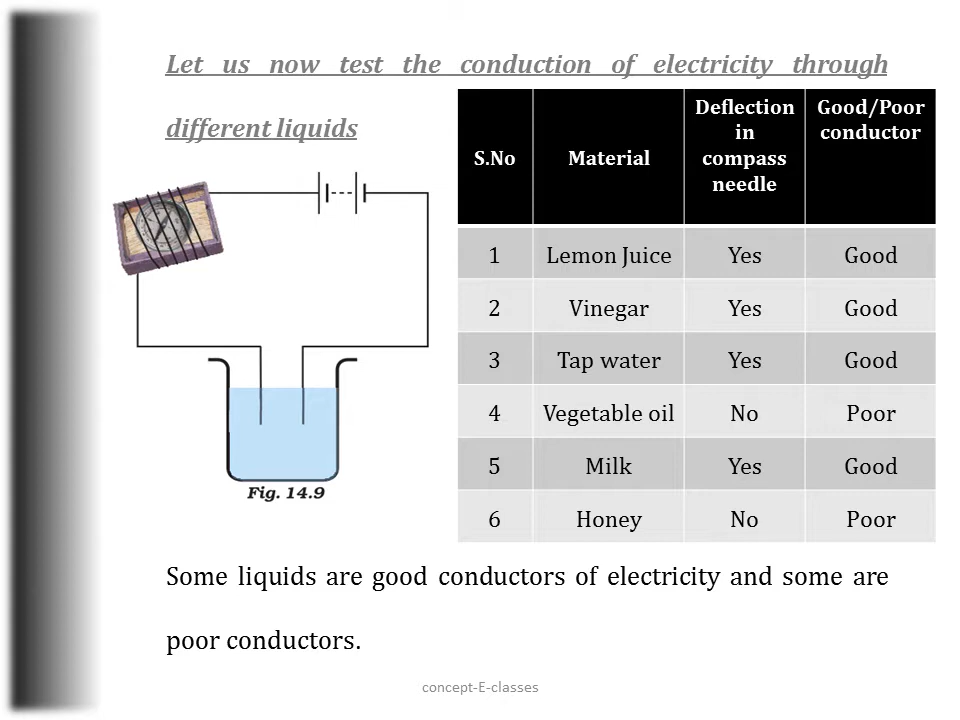 Let us now test the conduction of electricity through
different liquids
S.No Material Deflection in compass needle Good/Poor conductor
1 Lemon Juice Yes Good
2 Vinegar Yes Good
3 Tap water Yes Good
4 Vegetable oil No Poor
5 Milk Yes Good
6 Honey No Poor
Fig. 14.9
Some liquids are good conductors of electricity and some are
poor conductors.
concept-E-classes